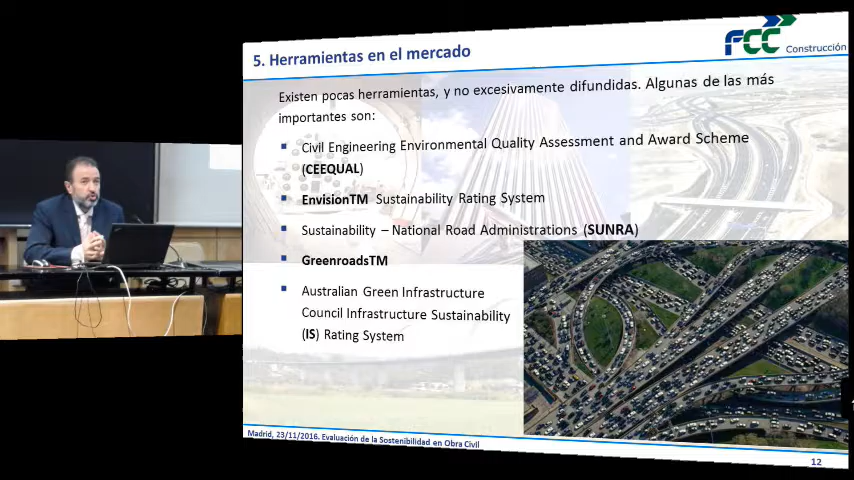 5. Herramientas en el mercado
FCC Construcción
Existen pocas herramientas, y no excesivamente difundidas. Algunas de las más
importantes son:
Civil Engineering Environmental Quality Assessment and Award Scheme
(CEEQUAL)
EnvisionTM Sustainability Rating System
Sustainability – National Road Administrations (SUNRA)
GreenroadsTM
Australian Green Infrastructure
Council Infrastructure Sustainability
(IS) Rating System
Madrid, 23/11/2016. Evaluación de la Sostenibilidad en Obra Civil
12